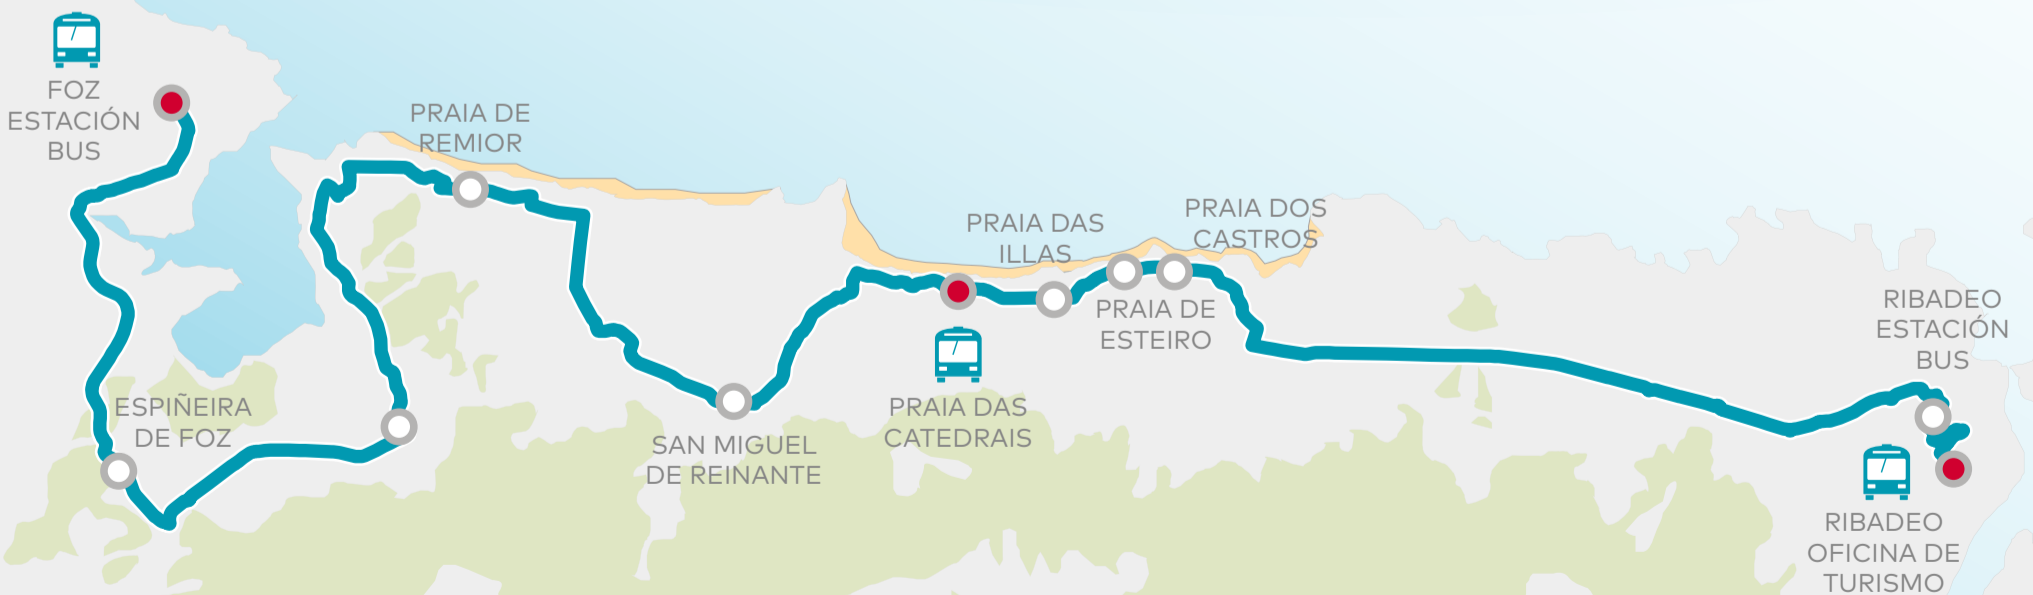 FOZ
ESTACIÓN
BUS
PRAIA DE
REMIOR
ESPIÑEIRA
DE FOZ
SAN MIGUEL
DE REINANTE
PRAIA DAS
CATEDRAIS
PRAIA DAS
ILLAS
PRAIA DE
ESTEIRO
PRAIA DOS
CASTROS
RIBADEO
ESTACIÓN
BUS
RIBADEO
OFICINA DE
TURISMO